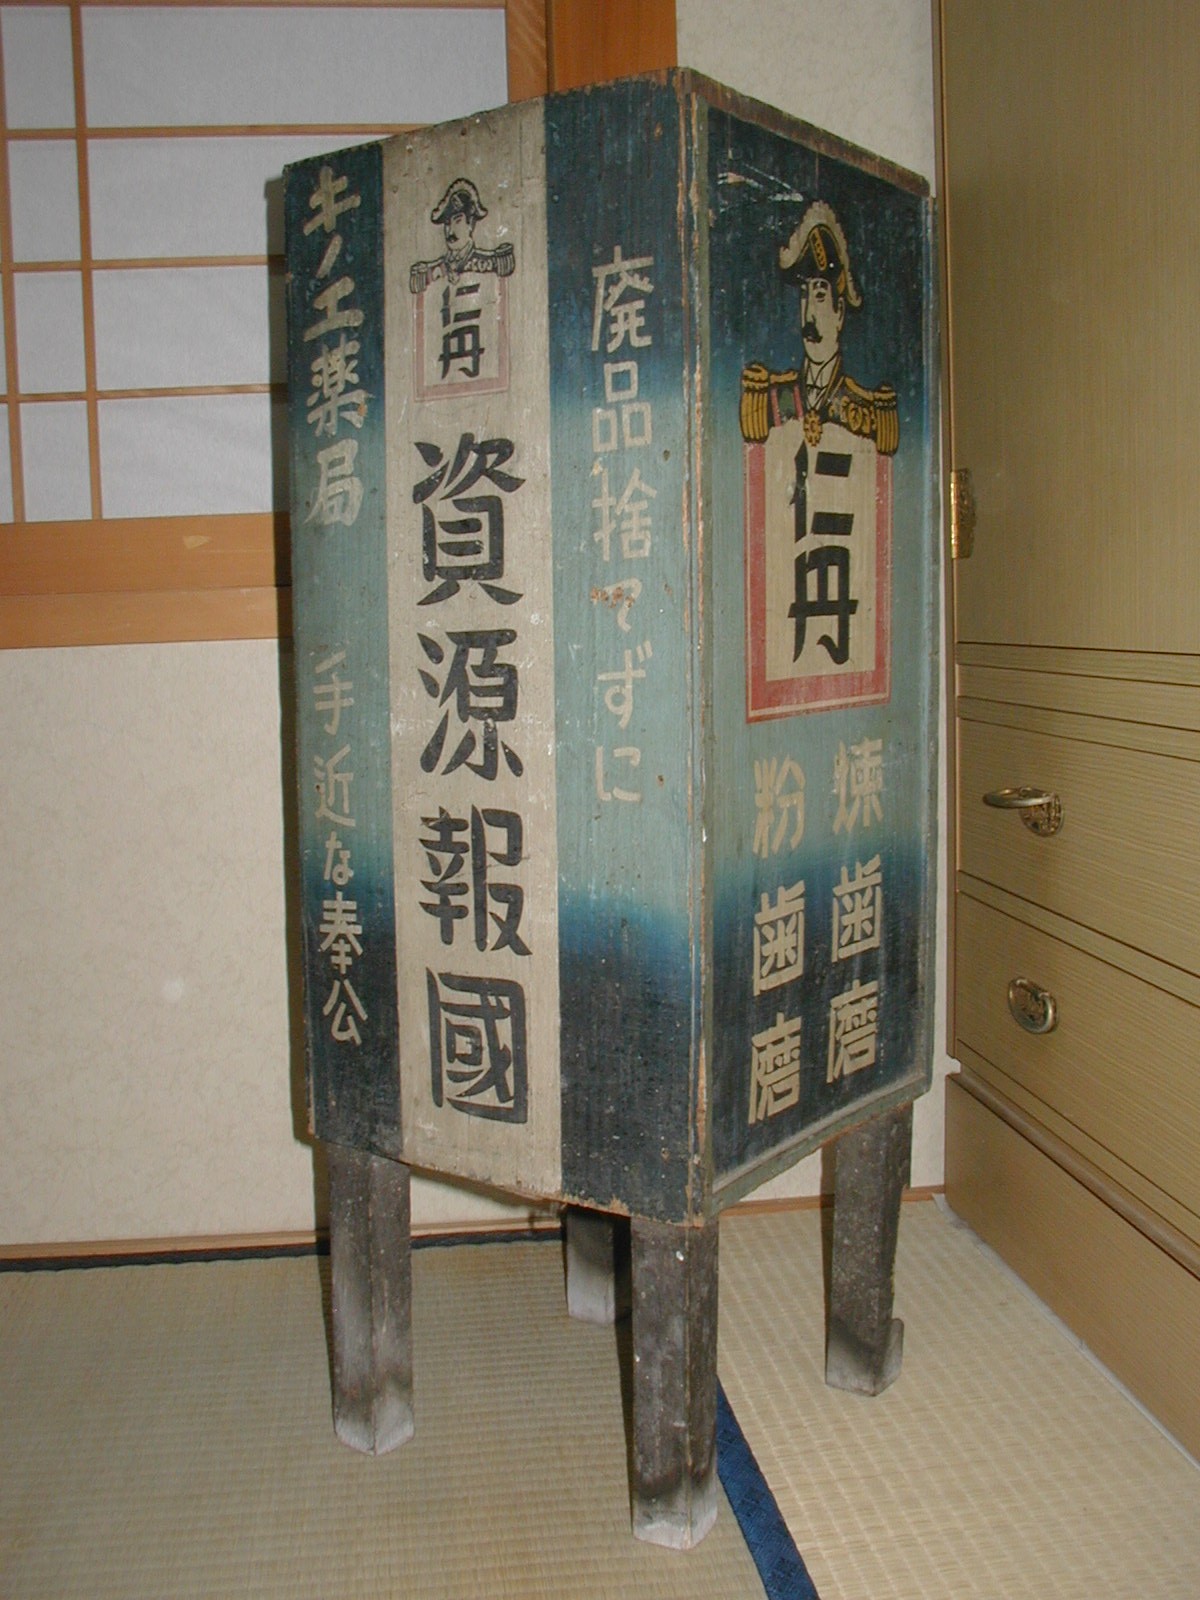 廃品捨てずに
仁丹
資源報國
キノエ薬局 手近な奉公
仁丹
煉歯磨
粉歯磨